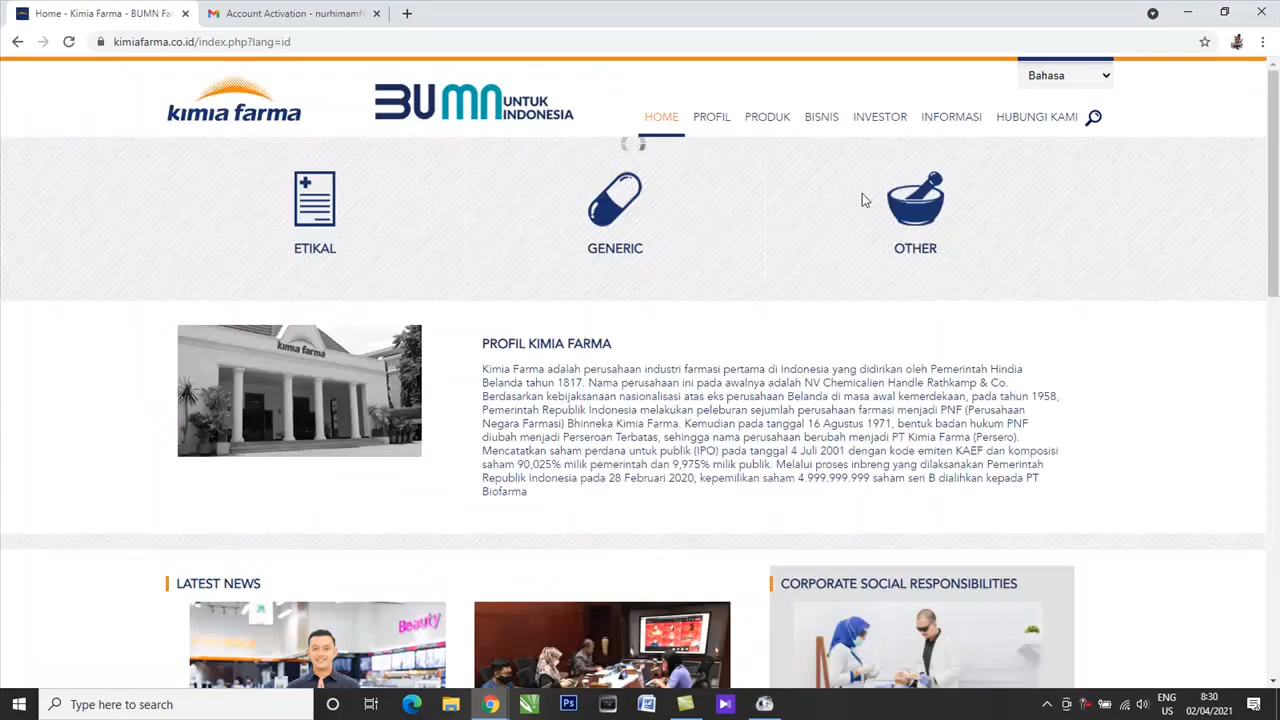 Home - Kimia Farma - BUMN Fa
Account Activation - nurhimamf
kimiafarma.co.id/index.php?lang=id
Bahasa
kimia farma
BUMN UNTUK
INDONESIA
HOME PROFIL PRODUK BISNIS INVESTOR INFORMASI HUBUNGI KAMI
ETIKAL
GENERIC
OTHER
kimia farma
PROFIL KIMIA FARMA
Kimia Farma adalah perusahaan industri farmasi pertama di Indonesia yang didirikan oleh Pemerintah Hindia
Belanda tahun 1817. Nama perusahaan ini pada awalnya adalah NV Chemicalien Handle Rathkamp & Co.
Berdasarkan kebijaksanaan nasionalisasi atas eks perusahaan Belanda di masa awal kemerdekaan, pada tahun 1958,
Pemerintah Republik Indonesia melakukan peleburan sejumlah perusahaan farmasi menjadi PNF (Perusahaan
Negara Farmasi) Bhinneka Kimia Farma. Kemudian pada tanggal 16 Agustus 1971, bentuk badan hukum PNF
diubah menjadi Perseroan Terbatas, sehingga nama perusahaan berubah menjadi PT Kimia Farma (Persero).
Mencatatkan saham perdana untuk publik (IPO) pada tanggal 4 Juli 2001 dengan kode emiten KAEF dan komposisi
saham 90,025% milik pemerintah dan 9,975% milik publik. Melalui proses inbreng yang dilaksanakan Pemerintah
Republik Indonesia pada 28 Februari 2020, kepemilikan saham 4.999.999.999 saham seri B dialihkan kepada PT
Biofarma
LATEST NEWS
CORPORATE SOCIAL RESPONSIBILITIES
Beauty
Type here to search
ENG
US
8:30
02/04/2021